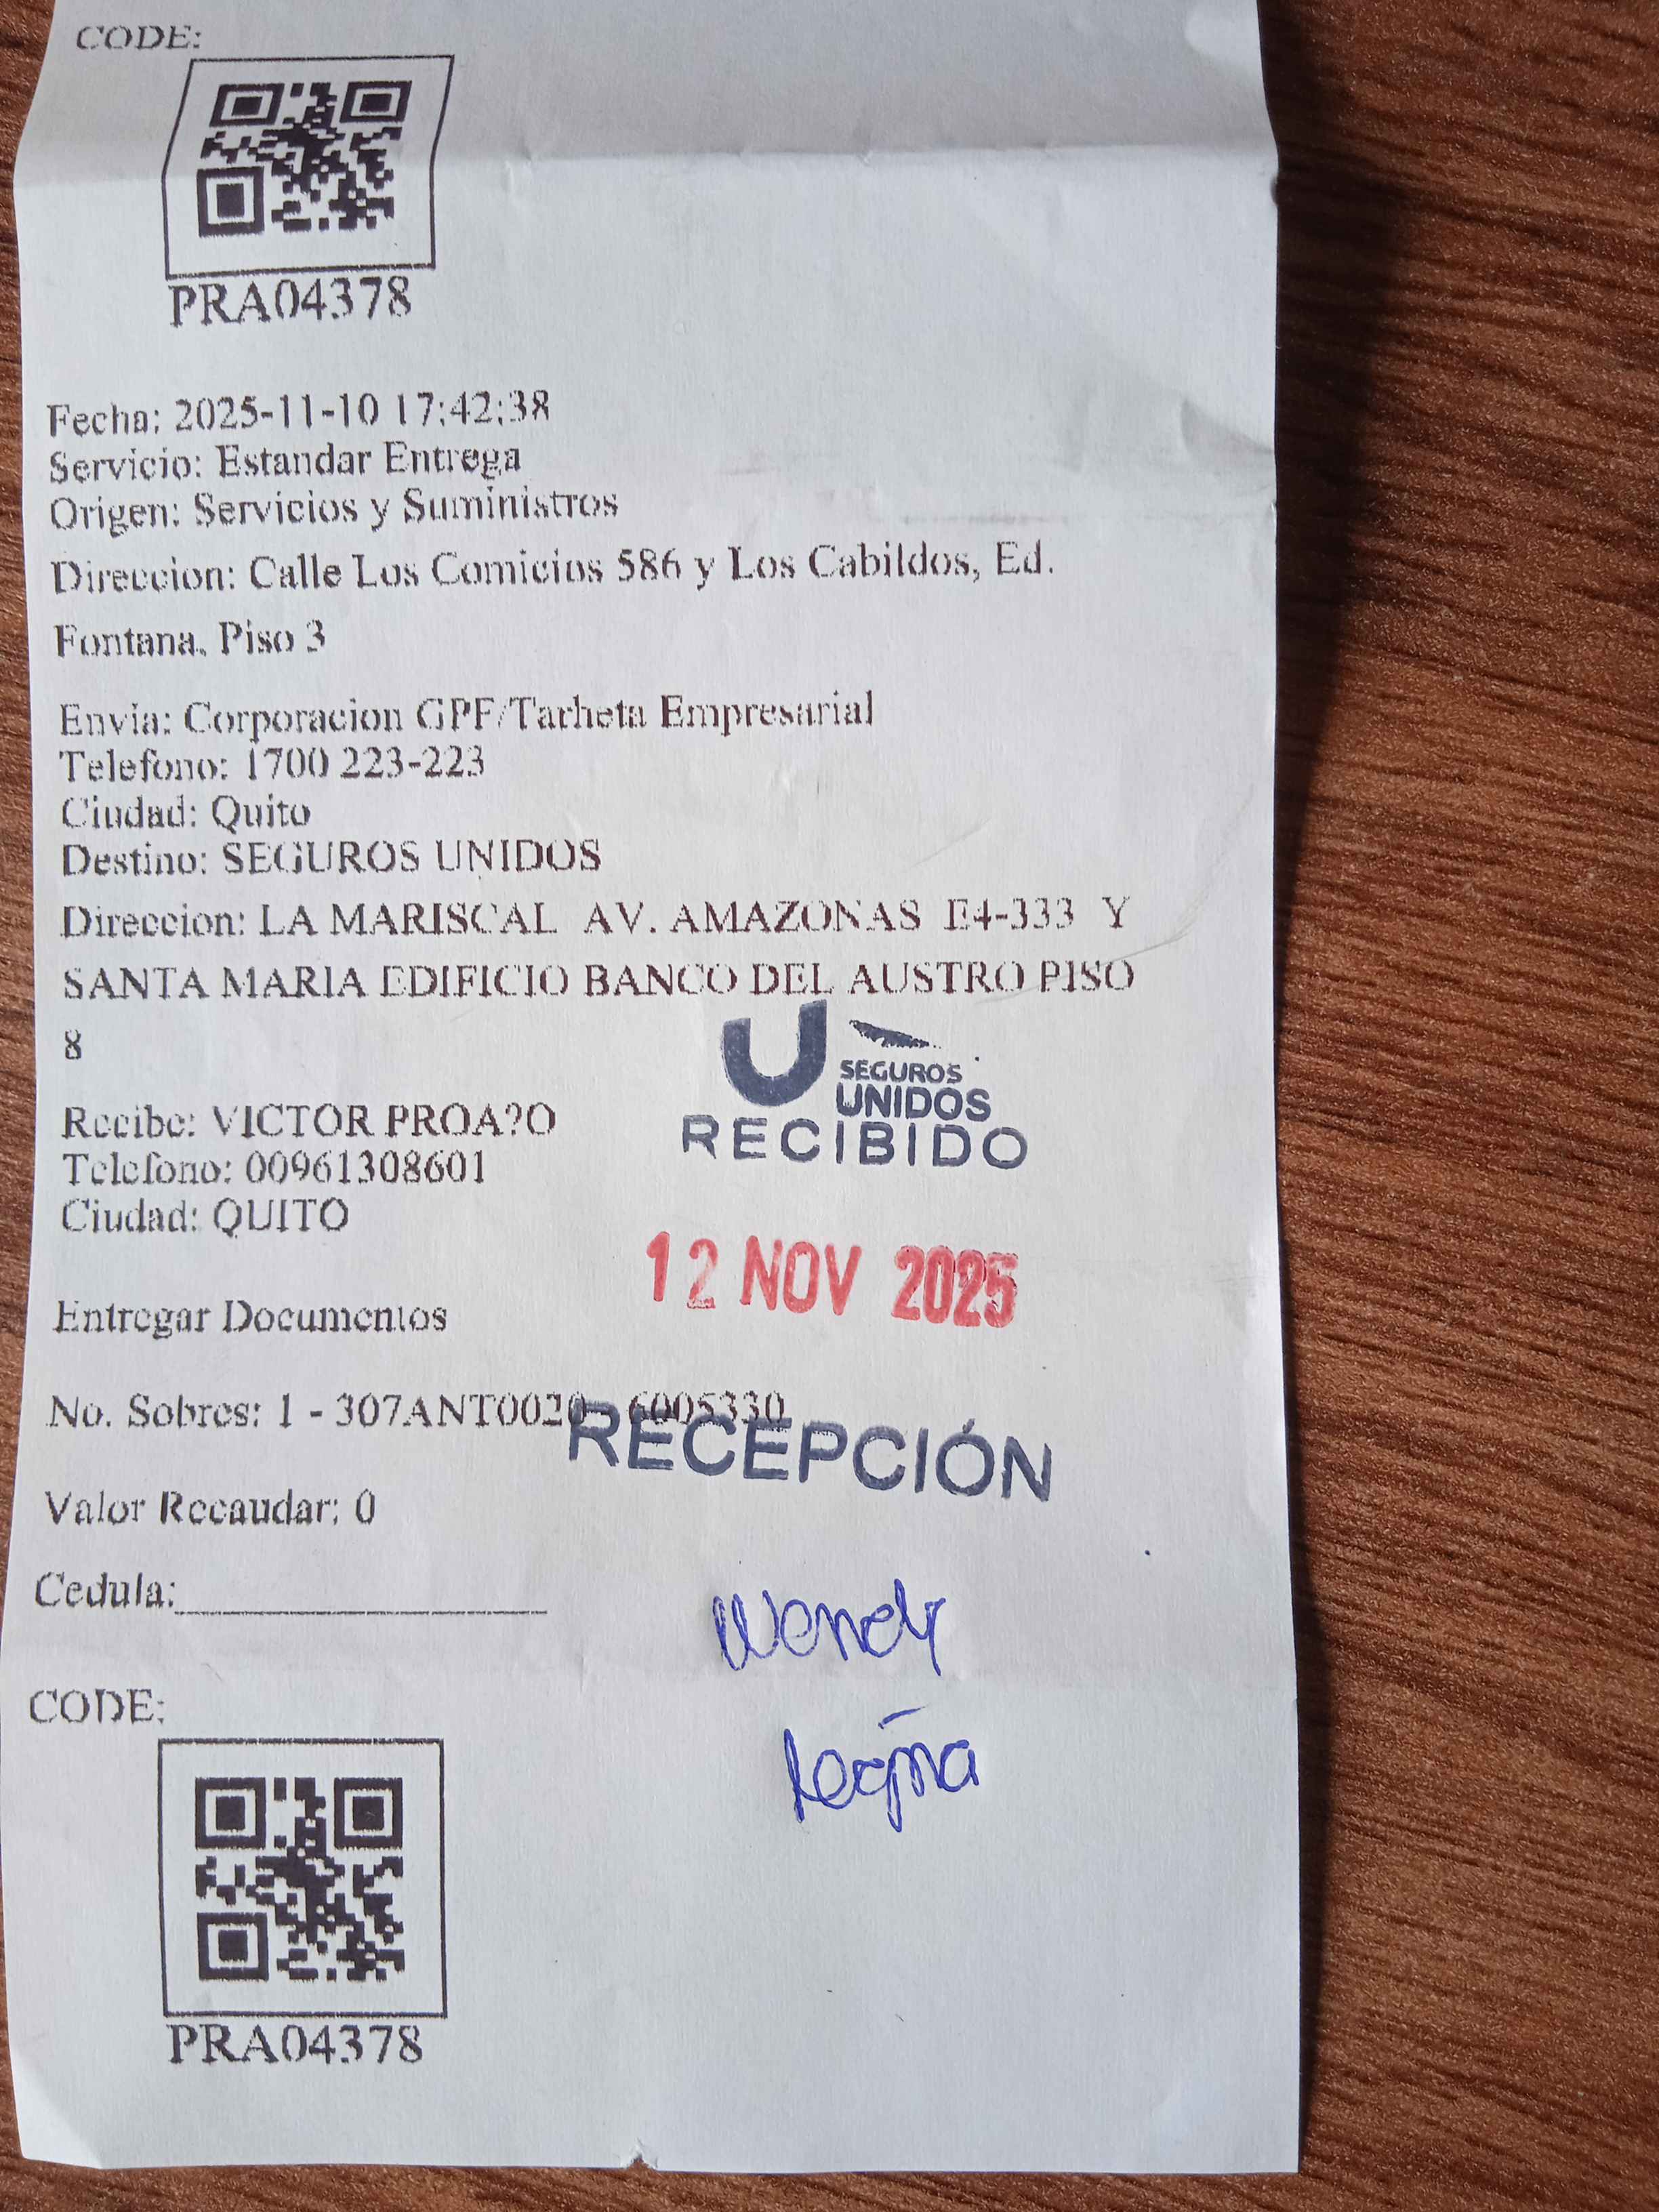 CODE:
PRA04378
Fecha: 2025-11-10 17:42:38
Servicio: Estandar Entrega
Origen: Servicios y Suministros
Direccion: Calle Los Comicios 586 y Los Cabildos, Ed.
Fontana, Piso 3
Envia: Corporacion GPF/Tarheta Empresarial
Telefono: 1700 223-223
Ciudad: Quito
Destino: SEGUROS UNIDOS
Direccion: LA MARISCAL AV. AMAZONAS E4-333 Y
SANTA MARIA EDIFICIO BANCO DEL AUSTRO PISO
8
SEGUROS
UNIDOS
RECIBIDO
Recibe: VICTOR PROA?O
Telefono: 00961308601
Ciudad: QUITO
12 NOV 2025
Entregar Documentos
No. Sobres: 1 - 307ANT0020 - 6005330
RECEPCIÓN
Valor Recaudar: 0
Cedula:
Wendy
CODE:
PRA04378